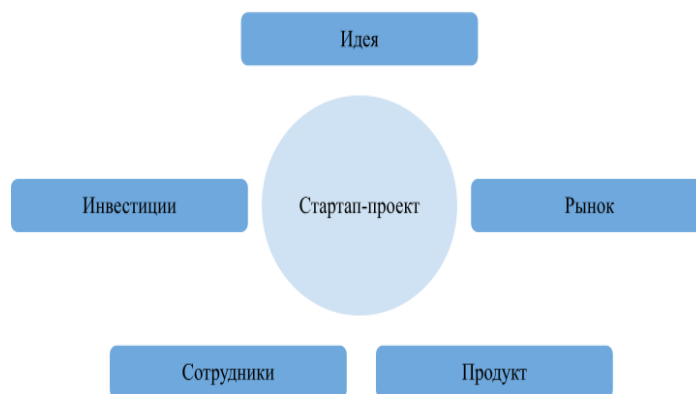 Идея
Инвестиции
Стартап-проект
Рынок
Сотрудники
Продукт